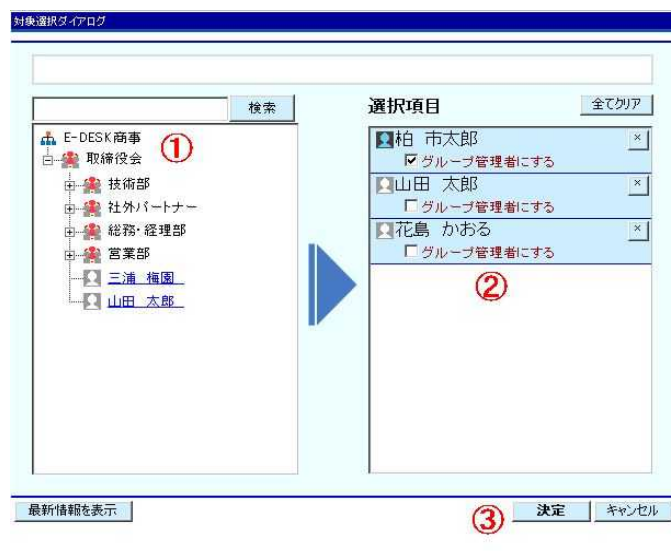 対象選択ダイアログ
検索
選択項目
全てクリア
E-DESK商事
①
取締役会
技術部
社外パートナー
総務・経理部
営業部
三浦 梅園
山田 太郎
柏 市太郎
×
グループ管理者にする
山田 太郎
×
グループ管理者にする
花島 かおる
×
グループ管理者にする
②
最新情報を表示
③
決定
キャンセル